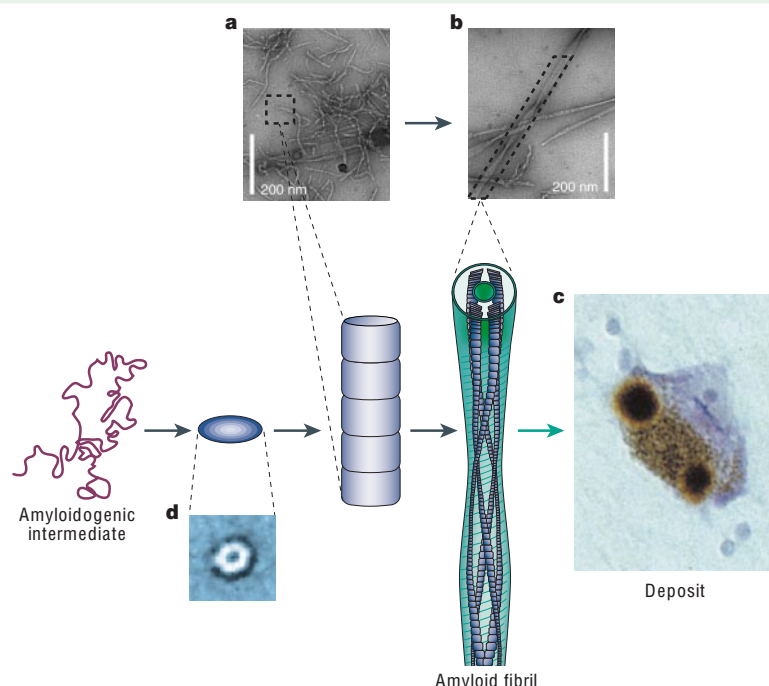 a
b
200 nm
200 nm
c
Amyloidogenic
intermediate
d
Deposit
Amyloid fibril